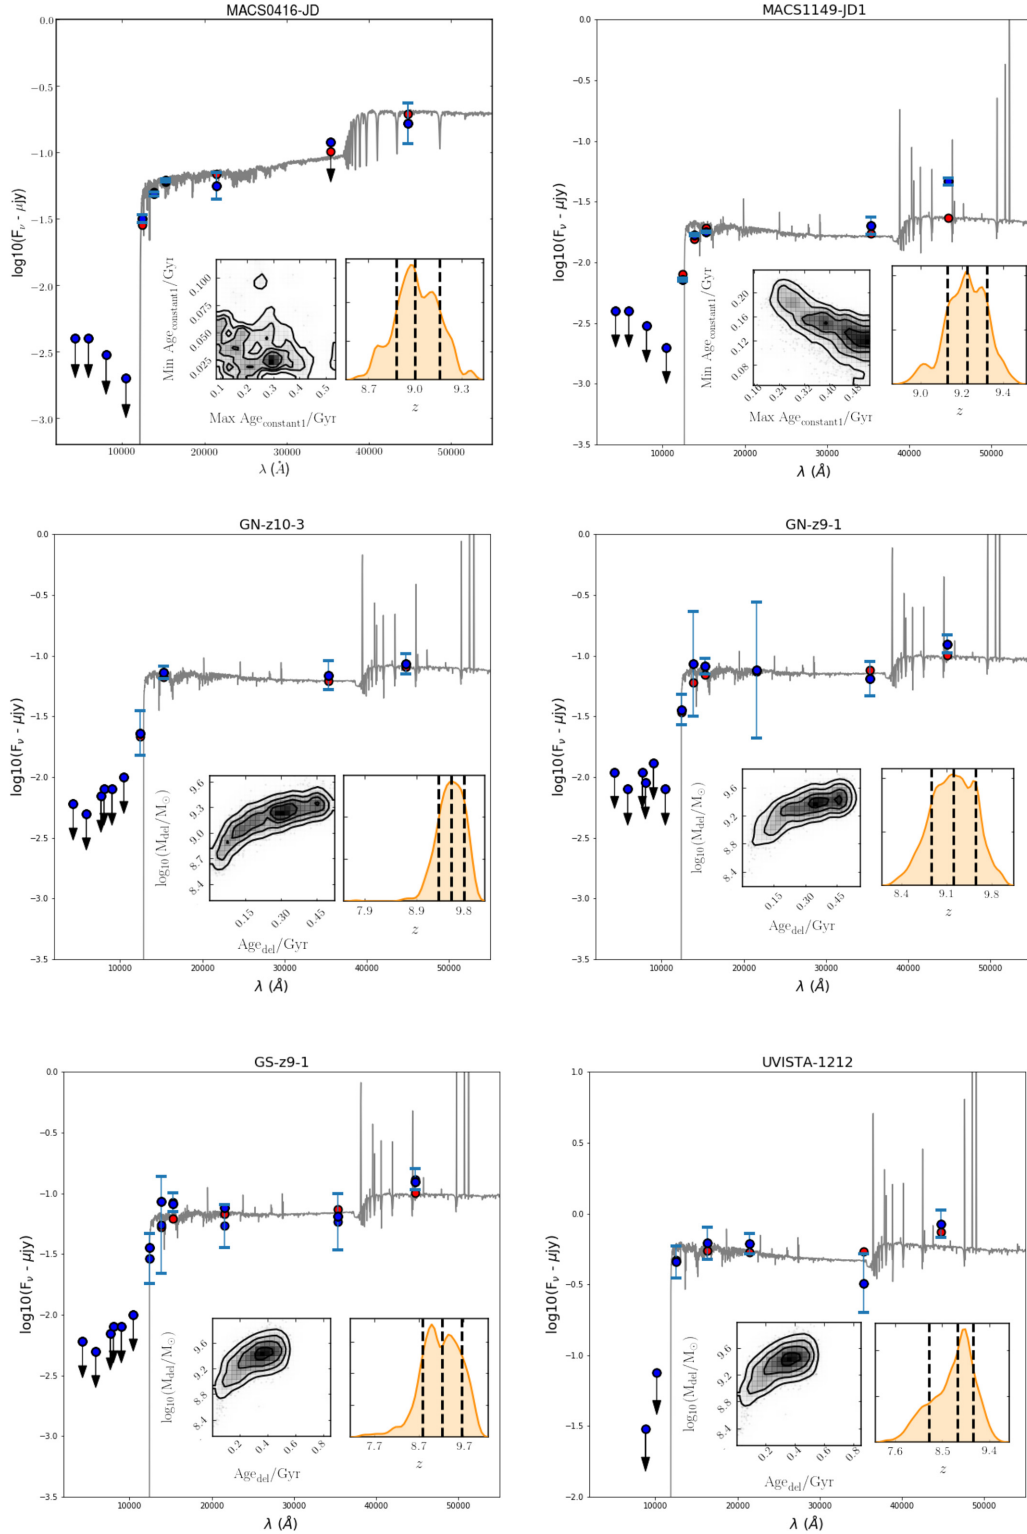 MACS0416-JD
0.0
−0.5
−1.0
−1.5
−2.0
−2.5
−3.0
log10(Fν - μjy)
10000 20000 30000 40000 50000
λ (Å)
0.100
0.075
0.050
0.025
Min Age_constant1/Gyr
0.1 0.2 0.3 0.4 0.5
Max Age_constant1/Gyr
8.7 9.0 9.3
z
MACS1149-JD1
0.0
−0.5
−1.0
−1.5
−2.0
−2.5
−3.0
−3.5
log10(Fν - μjy)
10000 20000 30000 40000 50000
λ (Å)
0.20
0.16
0.12
0.08
Min Age_constant1/Gyr
0.16 0.24 0.32 0.40 0.48
Max Age_constant1/Gyr
9.0 9.2 9.4
z
GN-z10-3
0.0
−0.5
−1.0
−1.5
−2.0
−2.5
−3.0
−3.5
log10(Fν - μjy)
10000 20000 30000 40000 50000
λ (Å)
9.6
9.3
9.0
8.7
8.4
log10(M_del/M⊙)
0.15 0.30 0.45
Age_del/Gyr
7.9 8.9 9.8
z
GN-z9-1
0.0
−0.5
−1.0
−1.5
−2.0
−2.5
−3.0
−3.5
log10(Fν - μjy)
10000 20000 30000 40000 50000
λ (Å)
9.6
9.2
8.8
8.4
log10(M_del/M⊙)
0.15 0.30 0.45
Age_del/Gyr
8.4 9.1 9.8
z
GS-z9-1
0.0
−0.5
−1.0
−1.5
−2.0
−2.5
−3.0
−3.5
log10(Fν - μjy)
10000 20000 30000 40000 50000
λ (Å)
9.6
9.2
8.8
8.4
log10(M_del/M⊙)
0.2 0.4 0.6 0.8
Age_del/Gyr
7.7 8.7 9.7
z
UVISTA-1212
1.0
0.5
0.0
−0.5
−1.0
−1.5
−2.0
log10(Fν - μjy)
10000 20000 30000 40000 50000
λ (Å)
9.6
9.2
8.8
8.4
log10(M_del/M⊙)
0.2 0.4 0.6 0.8
Age_del/Gyr
7.6 8.5 9.4
z